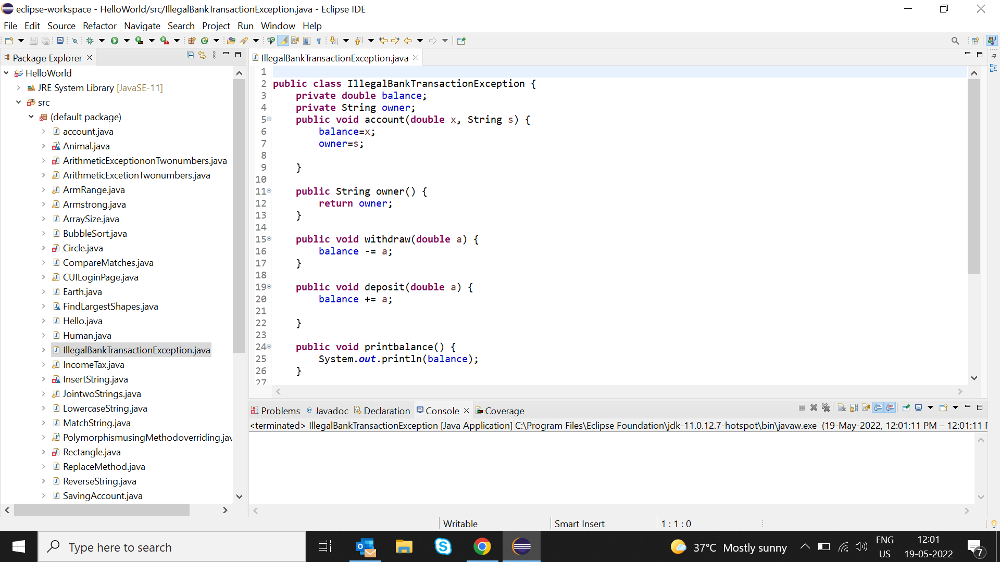 eclipse-workspace - HelloWorld/src/IllegalBankTransactionException.java - Eclipse IDE
File Edit Source Refactor Navigate Search Project Run Window Help
Package Explorer
HelloWorld
JRE System Library [JavaSE-11]
src
(default package)
account.java
Animal.java
ArithmeticExceptiononTwonumbers.java
ArithmeticExcetionTwonumbers.java
ArmRange.java
Armstrong.java
ArraySize.java
BubbleSort.java
Circle.java
CompareMatches.java
CUILoginPage.java
Earth.java
FindLargestShapes.java
Hello.java
Human.java
IllegalBankTransactionException.java
IncomeTax.java
InsertString.java
JointwoStrings.java
LowercaseString.java
MatchString.java
PolymorphismusingMethodoverriding.jav
Rectangle.java
ReplaceMethod.java
ReverseString.java
SavingAccount.java
IllegalBankTransactionException.java
1
2 public class IllegalBankTransactionException {
3 private double balance;
4 private String owner;
5 public void account(double x, String s) {
6 balance=x;
7 owner=s;
8
9 }
10
11 public String owner() {
12 return owner;
13 }
14
15 public void withdraw(double a) {
16 balance -= a;
17 }
18
19 public void deposit(double a) {
20 balance += a;
21
22 }
23
24 public void printbalance() {
25 System.out.println(balance);
26 }
27
Problems @ Javadoc Declaration Console Coverage
<terminated> IllegalBankTransactionException [Java Application] C:\Program Files\Eclipse Foundation\jdk-11.0.12.7-hotspot\bin\javaw.exe (19-May-2022, 12:01:11 PM – 12:01:11
Writable Smart Insert 1 : 1 : 0
Type here to search
37°C Mostly sunny
ENG
US
12:01
19-05-2022
7